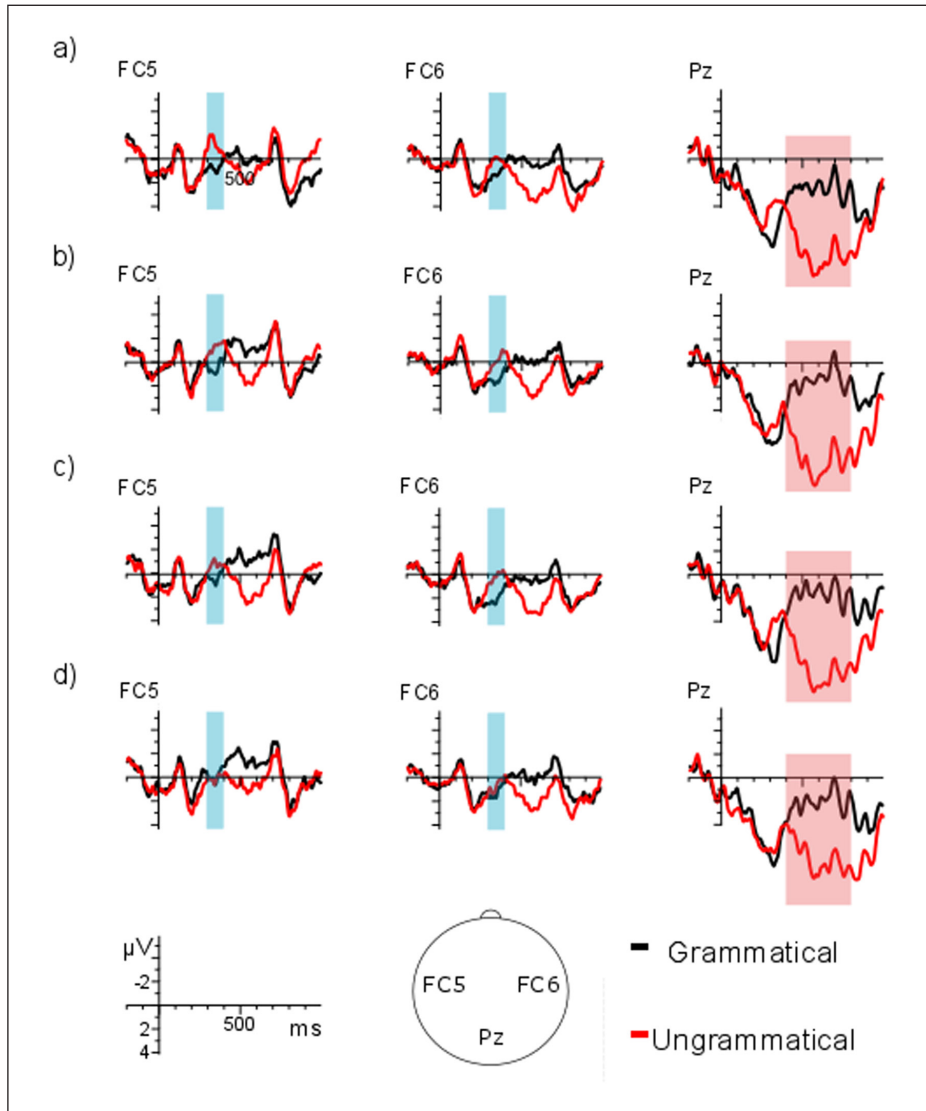 a)
FC5 FC6 Pz
500
b)
FC5 FC6 Pz
c)
FC5 FC6 Pz
d)
FC5 FC6 Pz
µV
-2
500 ms
2
4
FC5 FC6
Pz
Grammatical
Ungrammatical